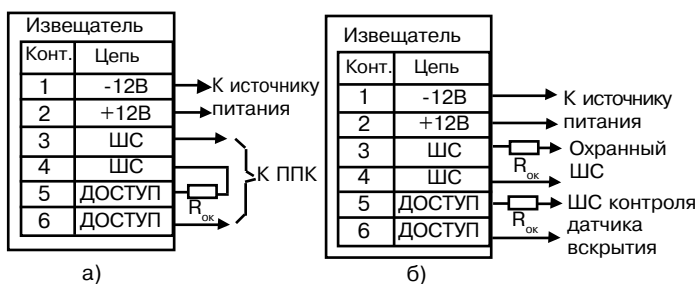 Извещатель
Конт. Цепь
1 -12В К источнику
2 +12В питания
3 ШС
4 ШС К ППК
5 ДОСТУП
Rок
6 ДОСТУП
а)
Извещатель
Конт. Цепь
1 -12В К источнику
2 +12В питания
3 ШС Охранный
Rок ШС
4 ШС
5 ДОСТУП ШС контроля
Rок датчика
6 ДОСТУП вскрытия
б)